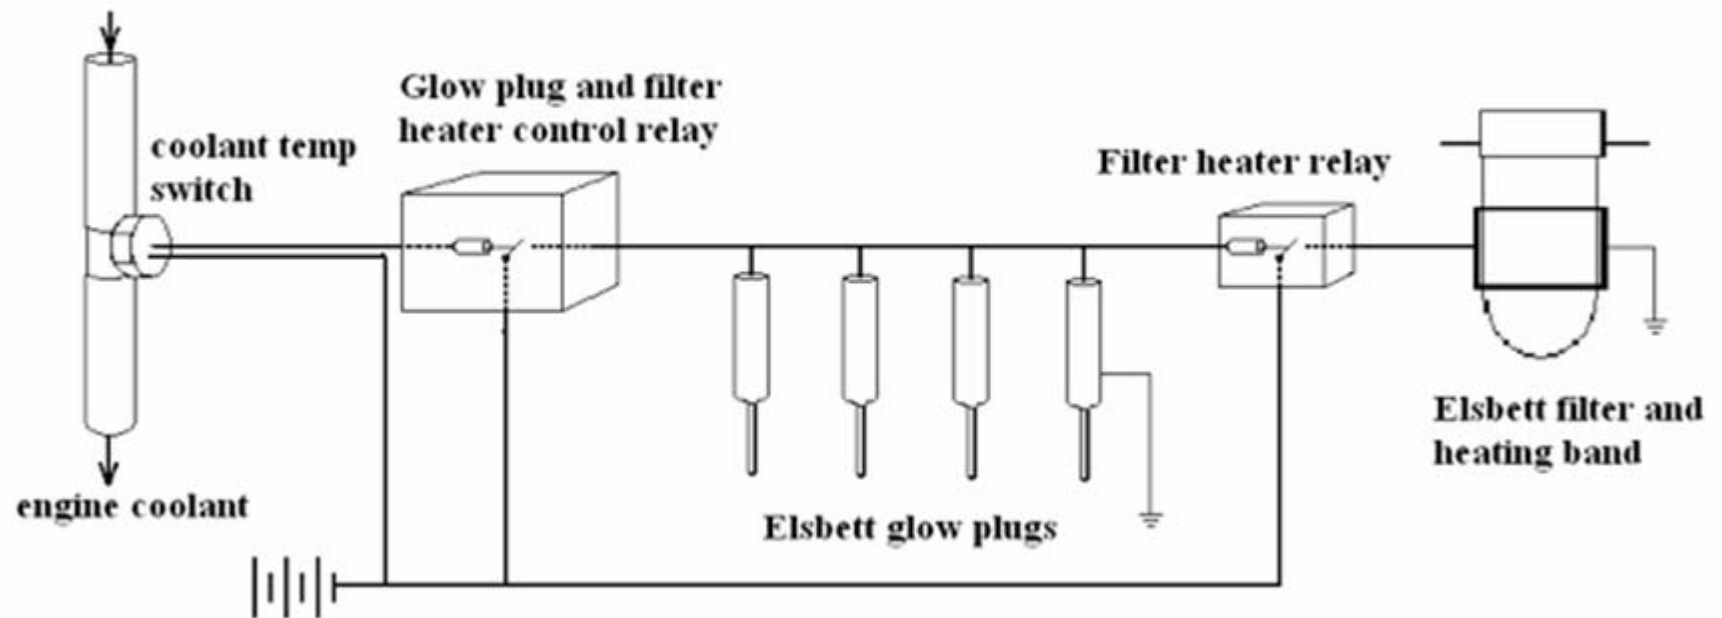 Glow plug and filter
heater control relay
coolant temp
switch
Filter heater relay
Elsbett filter and
heating band
engine coolant
Elsbett glow plugs